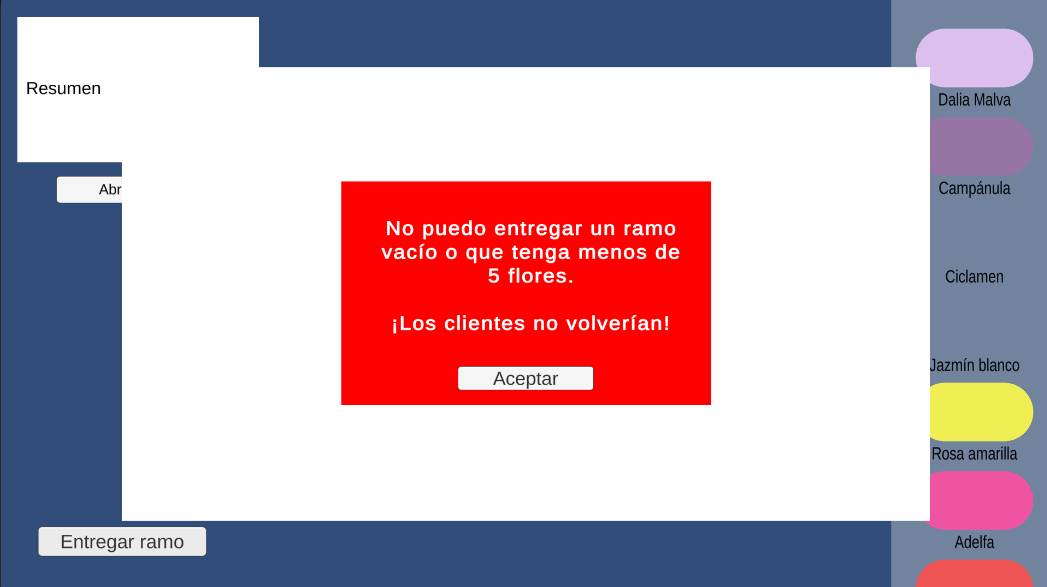 Resumen
Abr
No puedo entregar un ramo
vacío o que tenga menos de
5 flores.
¡Los clientes no volverían!
Aceptar
Entregar ramo
Dalia Malva
Campánula
Ciclamen
Jazmín blanco
Rosa amarilla
Adelfa